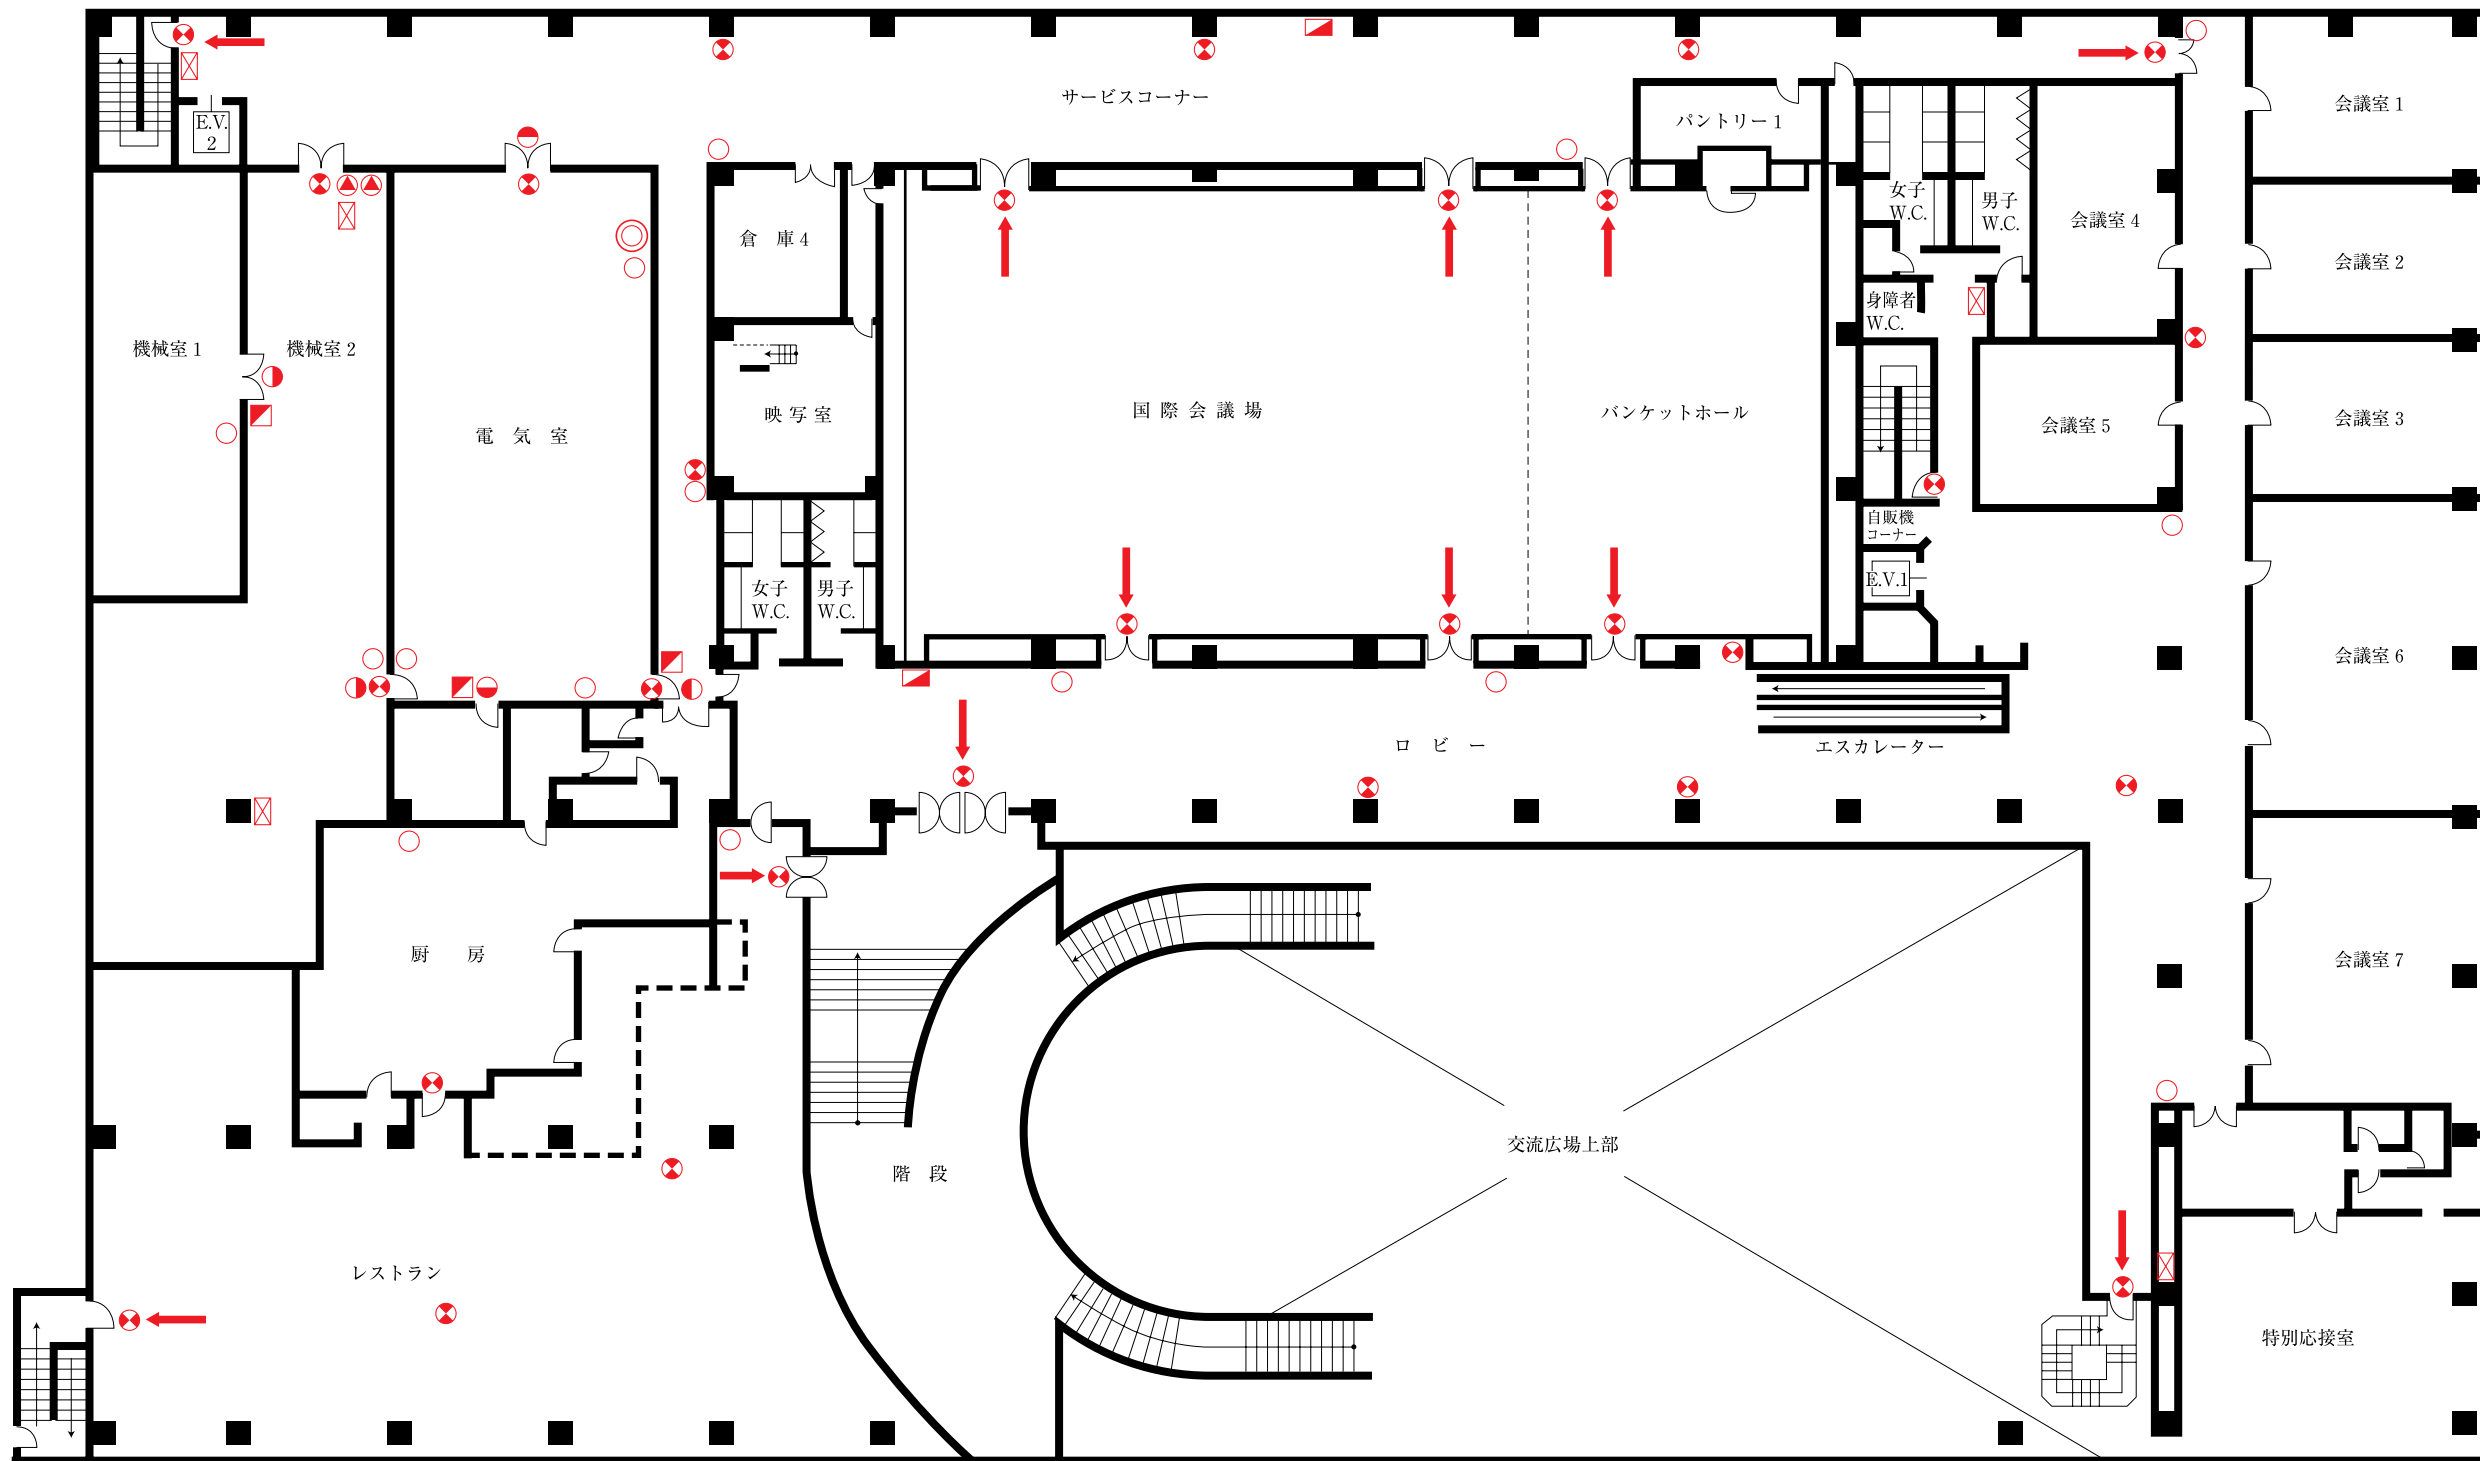 サービスコーナー
会議室 1
E.V.
2
パントリー 1
女子
W.C.
男子
W.C.
会議室 4
倉 庫 4
会議室 2
身障者
W.C.
機械室 1
機械室 2
映 写 室
国 際 会 議 場
バンケットホール
会議室 5
会議室 3
電 気 室
自販機
コーナー
E.V.1
女子
W.C.
男子
W.C.
会議室 6
ロ ビ ー
エスカレーター
厨 房
会議室 7
階 段
交流広場上部
レストラン
特別応接室